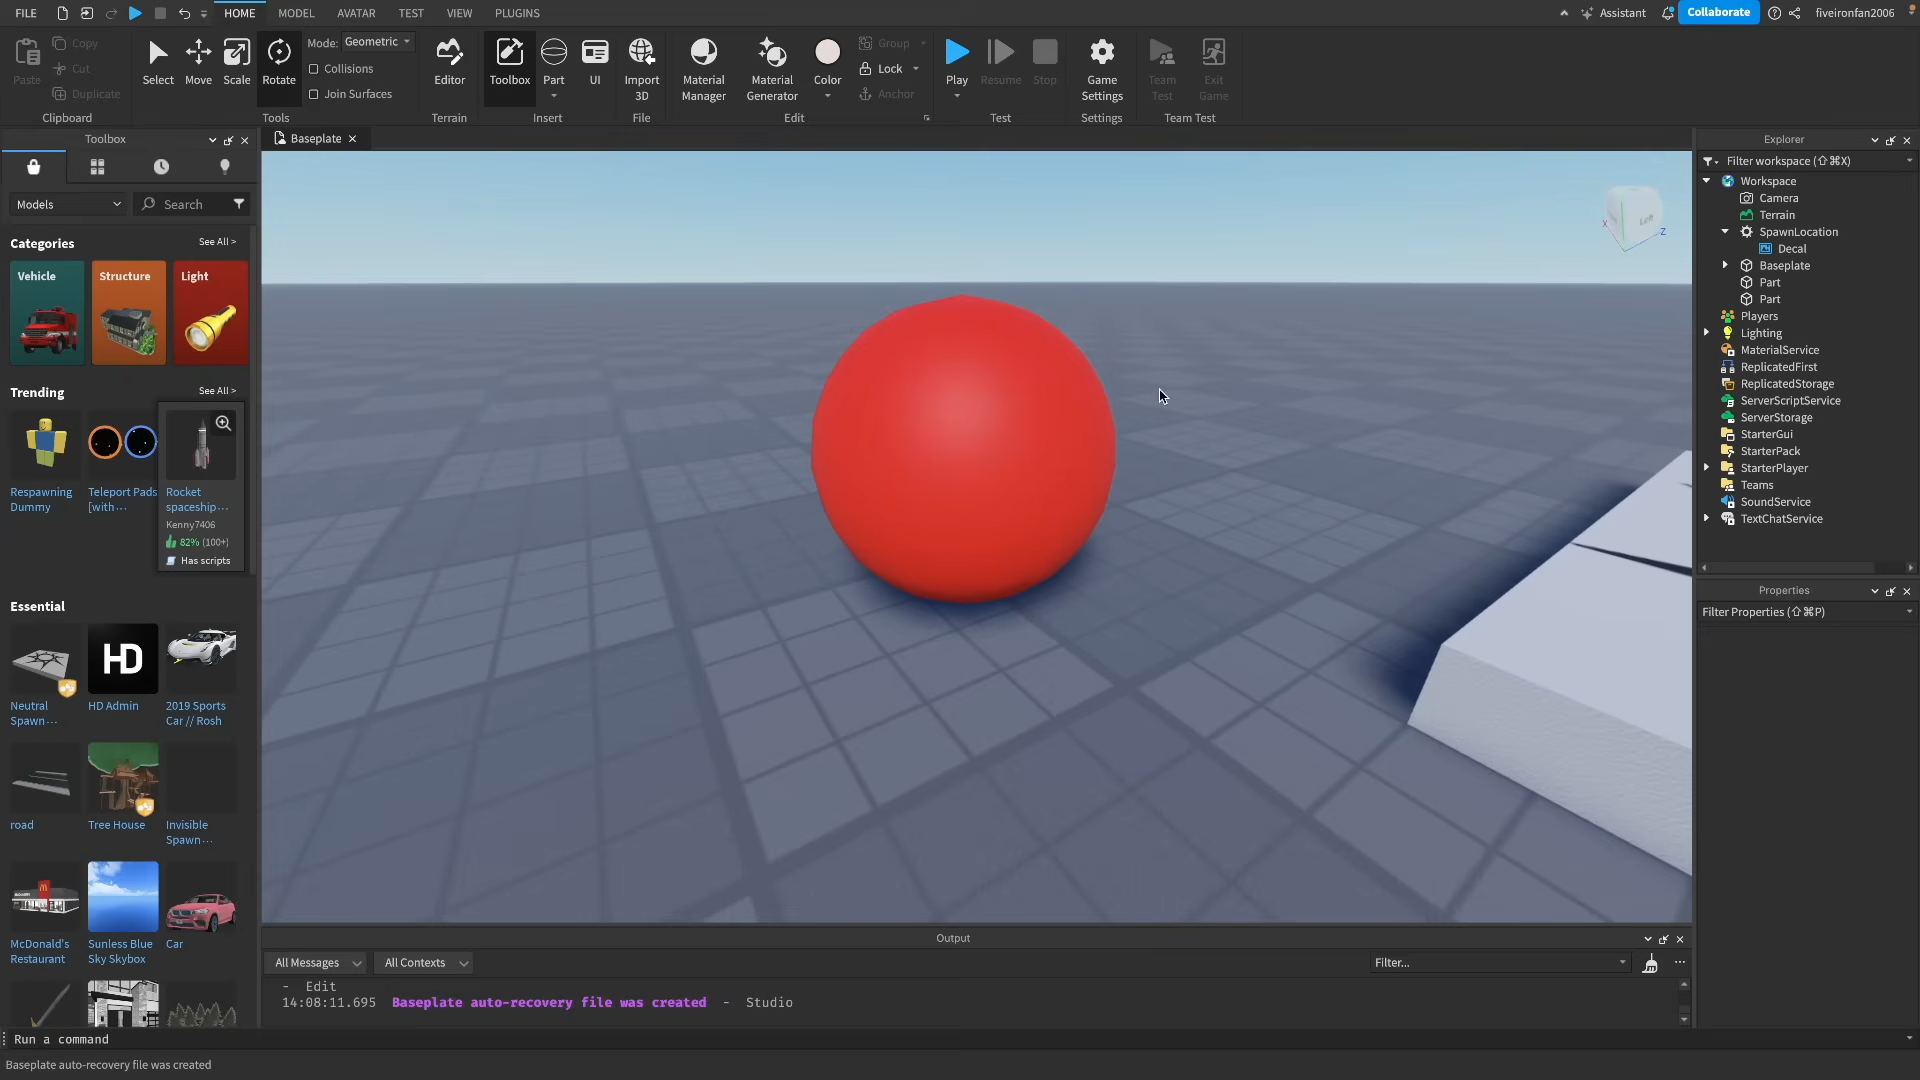 FILE
HOME
MODEL
AVATAR
TEST
VIEW
PLUGINS
Assistant
Collaborate
fiveironfan2006
Paste
Copy
Cut
Duplicate
Clipboard
Select
Move
Scale
Rotate
Mode: Geometric
Collisions
Join Surfaces
Tools
Editor
Terrain
Toolbox
Part
UI
Insert
Import
3D
File
Material
Manager
Material
Generator
Color
Group
Lock
Anchor
Edit
Play
Resume
Stop
Test
Game
Settings
Settings
Team
Test
Exit
Game
Team Test
Toolbox
Models
Search
Categories
See All >
Vehicle
Structure
Light
Trending
See All >
Respawning
Dummy
Teleport Pads
[with...
Rocket
spaceship...
Kenny7406
82% (100+)
Has scripts
Essential
Neutral
Spawn...
HD
HD Admin
2019 Sports
Car // Rosh
road
Tree House
Invisible
Spawn...
McDonald's
Restaurant
Sunless Blue
Sky Skybox
Car
Baseplate
Left
X
Z
Output
All Messages
All Contexts
Filter...
...
- Edit
14:08:11.695 Baseplate auto-recovery file was created - Studio
Run a command
Baseplate auto-recovery file was created
Explorer
Filter workspace (⇧⌘X)
Workspace
Camera
Terrain
SpawnLocation
Decal
Baseplate
Part
Part
Players
Lighting
MaterialService
ReplicatedFirst
ReplicatedStorage
ServerScriptService
ServerStorage
StarterGui
StarterPack
StarterPlayer
Teams
SoundService
TextChatService
Properties
Filter Properties (⇧⌘P)